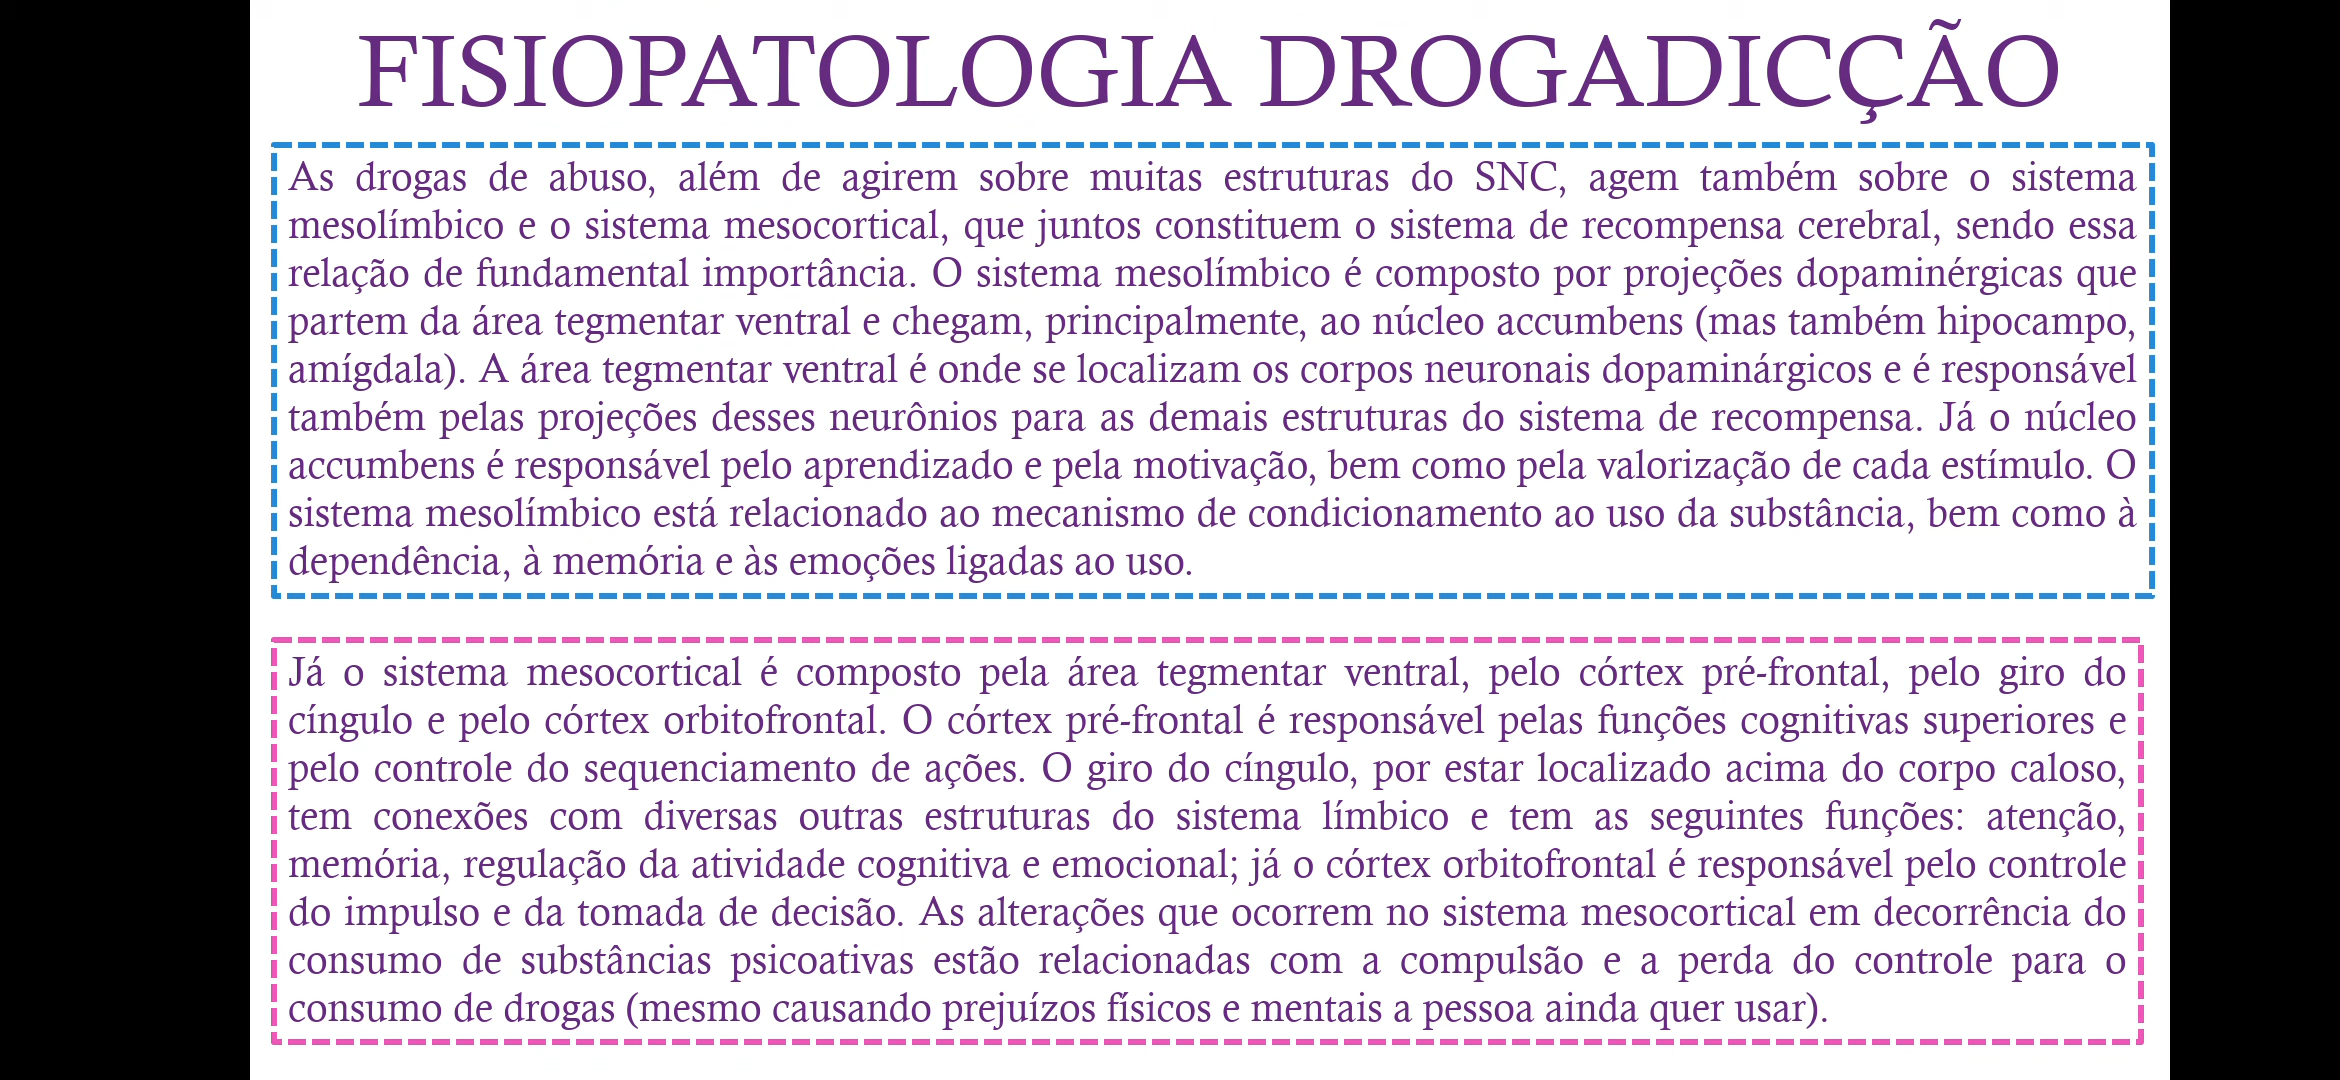 FISIOPATOLOGIA DROGADICÇÃO
As drogas de abuso, além de agirem sobre muitas estruturas do SNC, agem também sobre o sistema
mesolímbico e o sistema mesocortical, que juntos constituem o sistema de recompensa cerebral, sendo essa
relação de fundamental importância. O sistema mesolímbico é composto por projeções dopaminérgicas que
partem da área tegmentar ventral e chegam, principalmente, ao núcleo accumbens (mas também hipocampo,
amígdala). A área tegmentar ventral é onde se localizam os corpos neuronais dopaminárgicos e é responsável
também pelas projeções desses neurônios para as demais estruturas do sistema de recompensa. Já o núcleo
accumbens é responsável pelo aprendizado e pela motivação, bem como pela valorização de cada estímulo. O
sistema mesolímbico está relacionado ao mecanismo de condicionamento ao uso da substância, bem como à
dependência, à memória e às emoções ligadas ao uso.
Já o sistema mesocortical é composto pela área tegmentar ventral, pelo córtex pré-frontal, pelo giro do
cíngulo e pelo córtex orbitofrontal. O córtex pré-frontal é responsável pelas funções cognitivas superiores e
pelo controle do sequenciamento de ações. O giro do cíngulo, por estar localizado acima do corpo caloso,
tem conexões com diversas outras estruturas do sistema límbico e tem as seguintes funções: atenção,
memória, regulação da atividade cognitiva e emocional; já o córtex orbitofrontal é responsável pelo controle
do impulso e da tomada de decisão. As alterações que ocorrem no sistema mesocortical em decorrência do
consumo de substâncias psicoativas estão relacionadas com a compulsão e a perda do controle para o
consumo de drogas (mesmo causando prejuízos físicos e mentais a pessoa ainda quer usar).